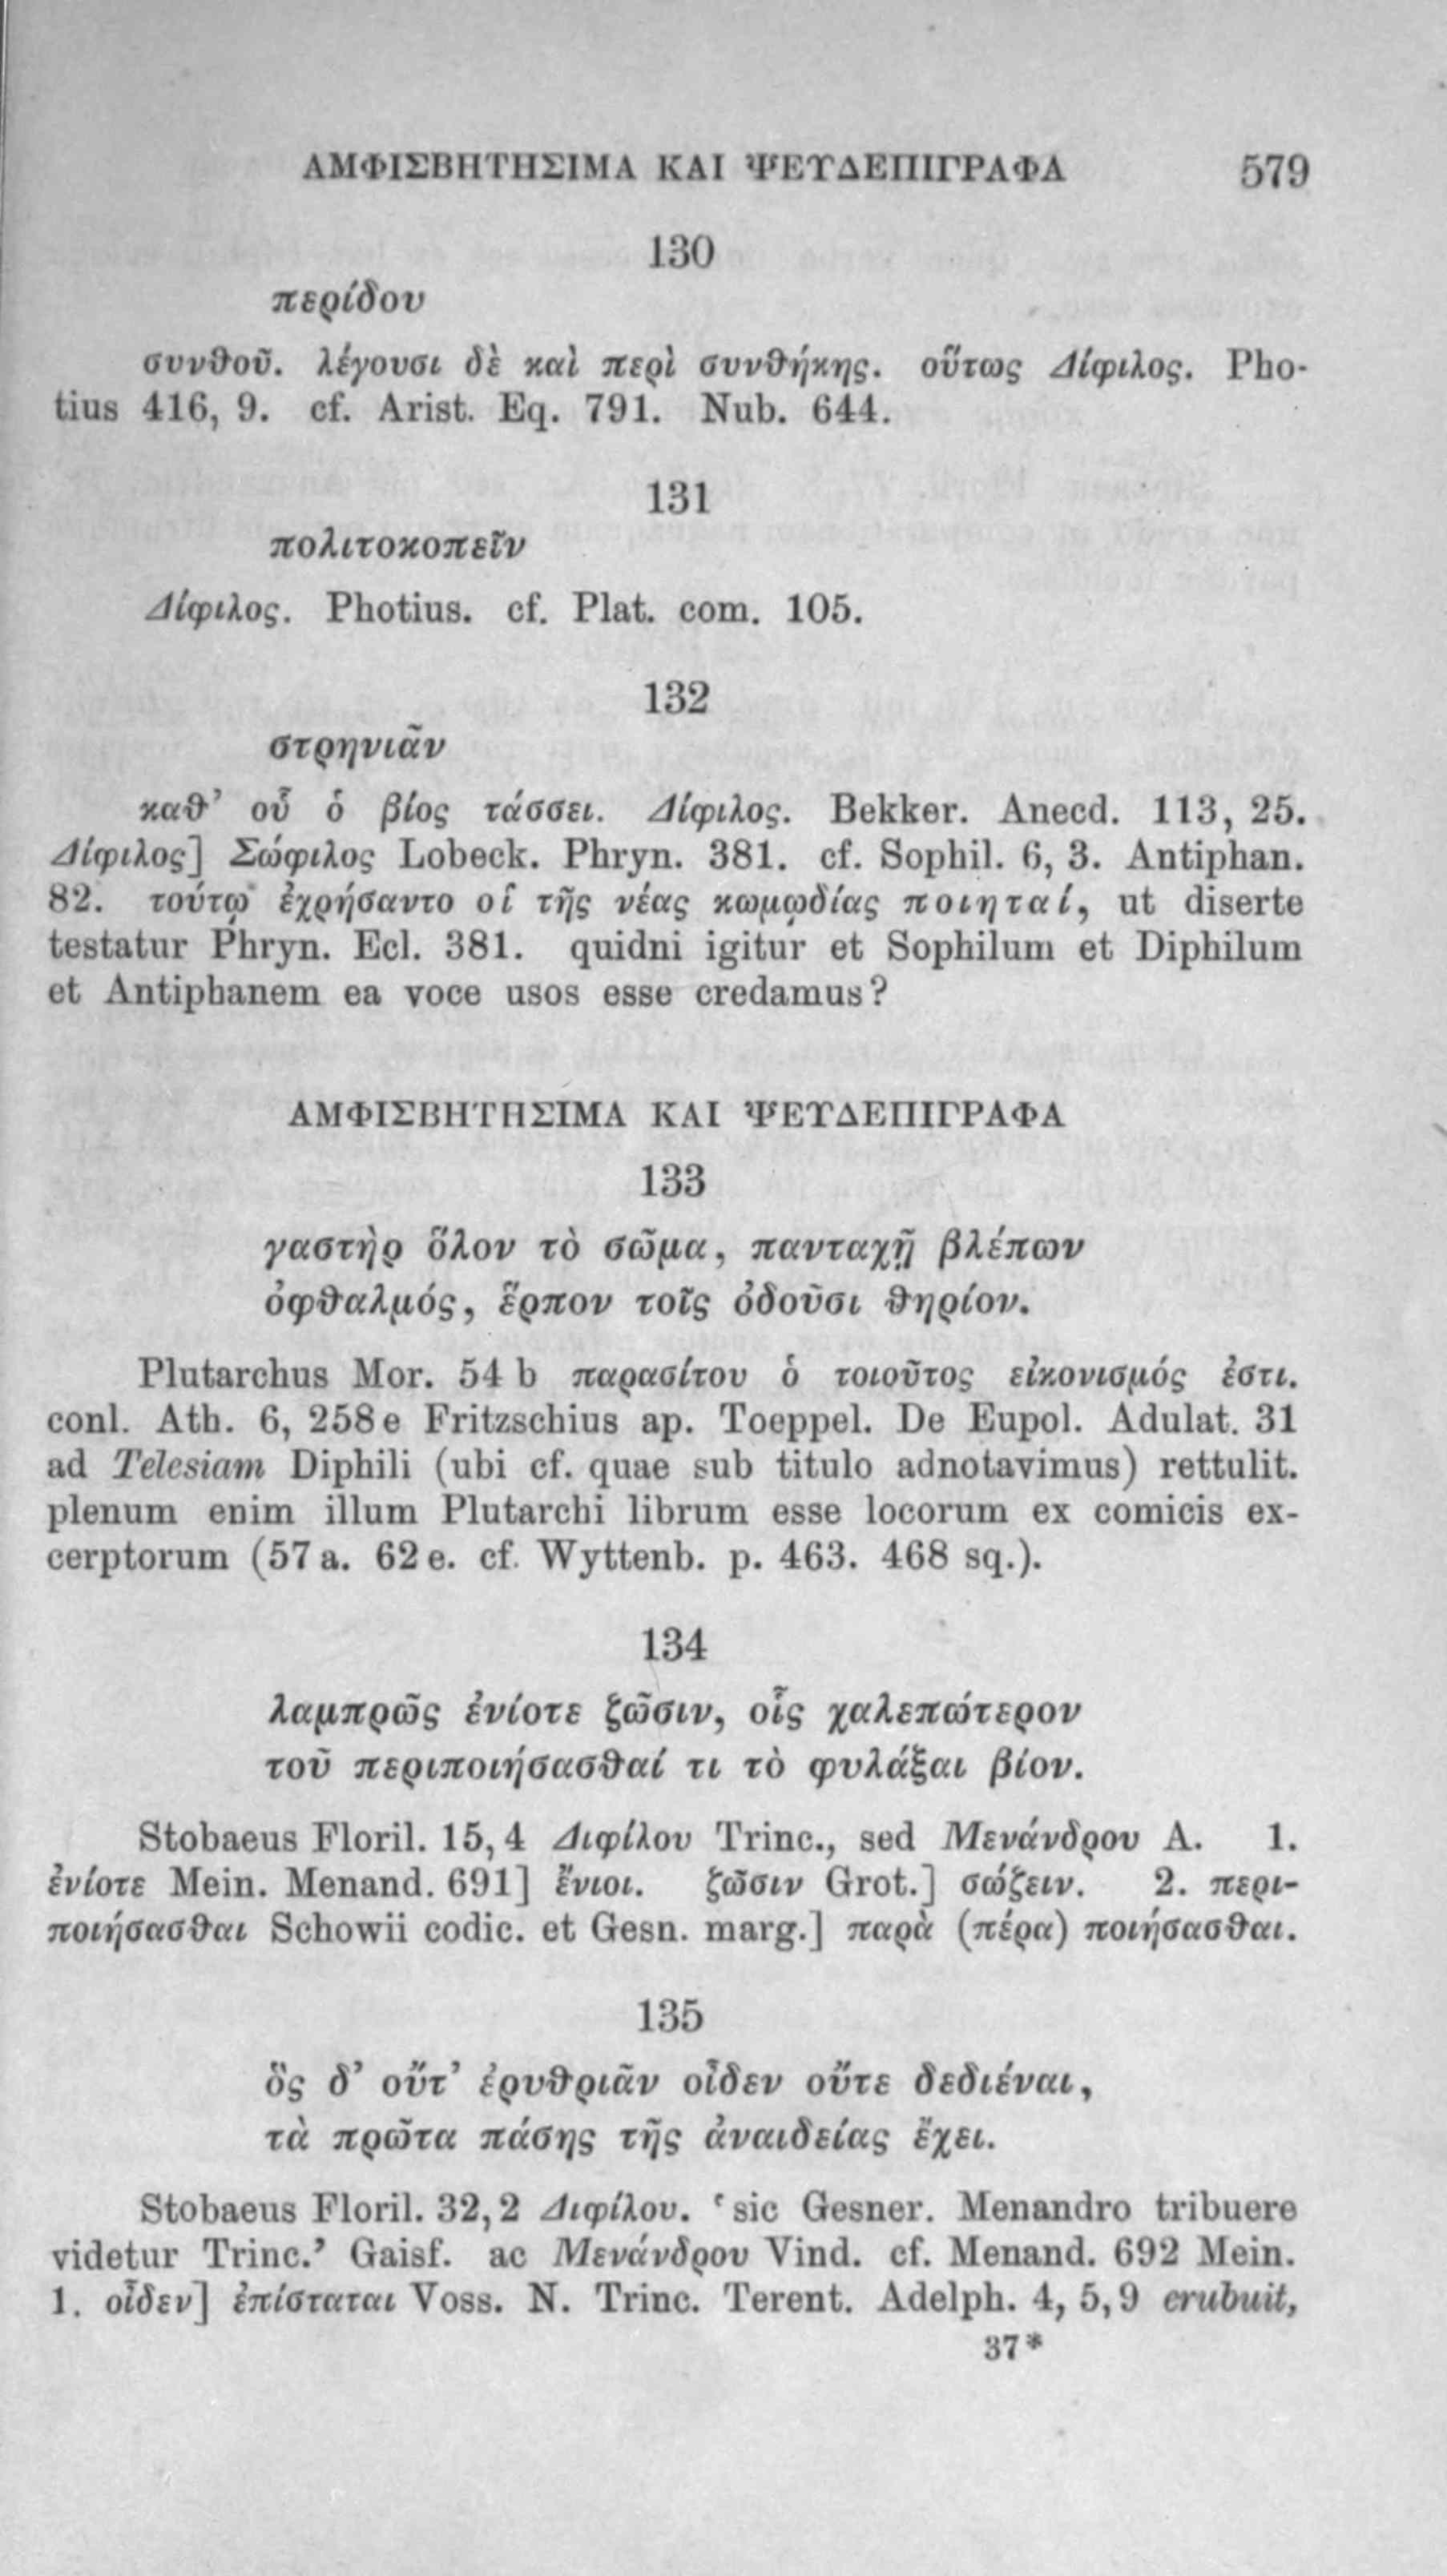 ΑΜΦΙΣΒΗΤΗΣΙΜΑ ΚΑΙ ΨΕΥΔΕΠΙΓΡΑΦΑ 579
130
περίδου
συνθοῦ. λέγουσι δὲ καὶ περὶ συνθήκης. οὕτως Δίφιλος. Pho-
tius 416, 9. cf. Arist. Eq. 791. Nub. 644.
131
πολιτοκοπεῖν
Δίφιλος. Photius. cf. Plat. com. 105.
132
στρηνιᾶν
καθ’ οὗ ὁ βίος τάσσει. Δίφιλος. Bekker. Anecd. 113, 25.
Δίφιλος] Σώφιλος Lobeck. Phryn. 381. cf. Sophil. 6, 3. Antiphan.
82. τούτῳ ἐχρήσαντο οἱ τῆς νέας κωμῳδίας ποιηταί, ut diserte
testatur Phryn. Ecl. 381. quidni igitur et Sophilum et Diphilum
et Antiphanem ea voce usos esse credamus?
ΑΜΦΙΣΒΗΤΗΣΙΜΑ ΚΑΙ ΨΕΥΔΕΠΙΓΡΑΦΑ
133
γαστὴρ ὅλον τὸ σῶμα, πανταχῇ βλέπων
ὀφθαλμός, ἕρπον τοῖς ὀδοῦσι θηρίον.
Plutarchus Mor. 54 b παρασίτου ὁ τοιοῦτος εἰκονισμός ἐστι.
conl. Ath. 6, 258 e Fritzschius ap. Toeppel. De Eupol. Adulat. 31
ad Telesiam Diphili (ubi cf. quae sub titulo adnotavimus) rettulit.
plenum enim illum Plutarchi librum esse locorum ex comicis ex-
cerptorum (57 a. 62 e. cf. Wyttenb. p. 463. 468 sq.).
134
λαμπρῶς ἐνίοτε ζῶσιν, οἷς χαλεπώτερον
τοῦ περιποιήσασθαί τι τὸ φυλάξαι βίον.
Stobaeus Floril. 15, 4 Διφίλου Trinc., sed Μενάνδρου A. 1.
ἐνίοτε Mein. Menand. 691] ἔνιοι. ζῶσιν Grot.] σώζειν. 2. περι-
ποιήσασθαι Schowii codic. et Gesn. marg.] παρὰ (πέρα) ποιήσασθαι.
135
ὃς δ’ οὔτ’ ἐρυθριᾶν οἶδεν οὔτε δεδιέναι,
τὰ πρῶτα πάσης τῆς ἀναιδείας ἔχει.
Stobaeus Floril. 32, 2 Διφίλου. ‘sic Gesner. Menandro tribuere
videtur Trinc.’ Gaisf. ac Μενάνδρου Vind. cf. Menand. 692 Mein.
1. οἶδεν] ἐπίσταται Voss. N. Trinc. Terent. Adelph. 4, 5, 9 erubuit,
37*